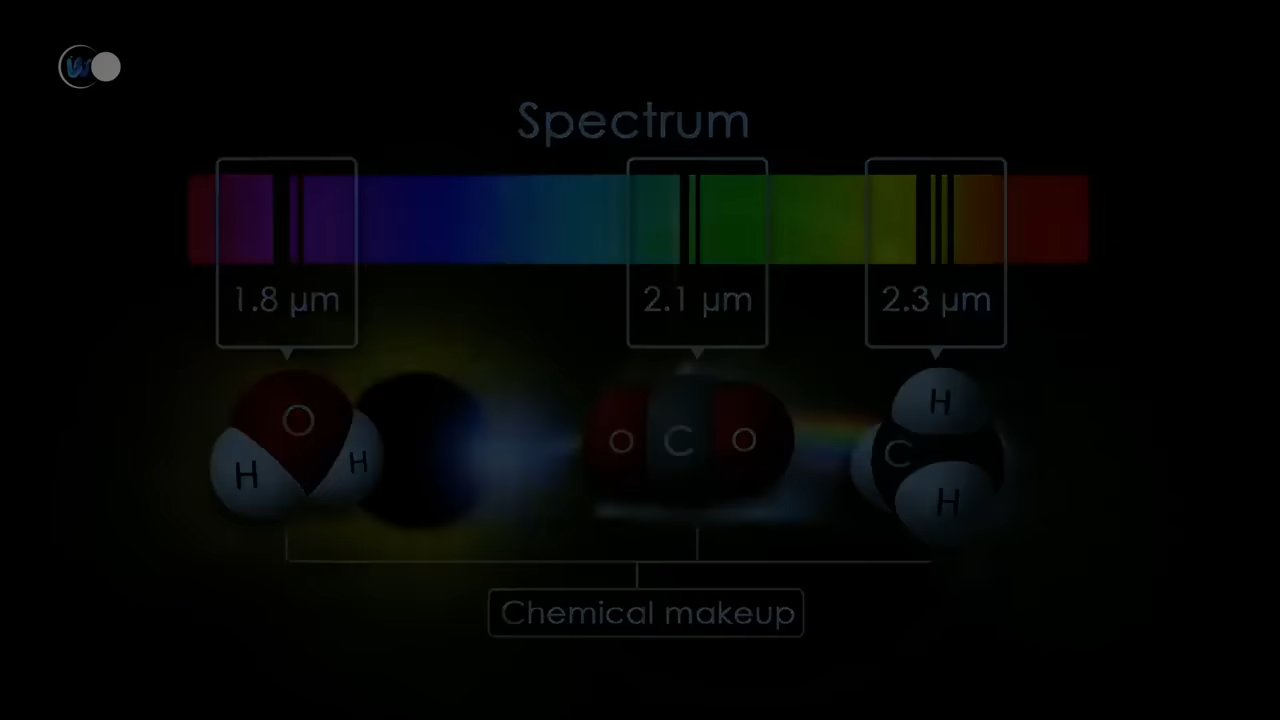 W
Spectrum
1.8 µm
2.1 µm
2.3 µm
O
H
H
O
C
O
H
C
H
Chemical makeup